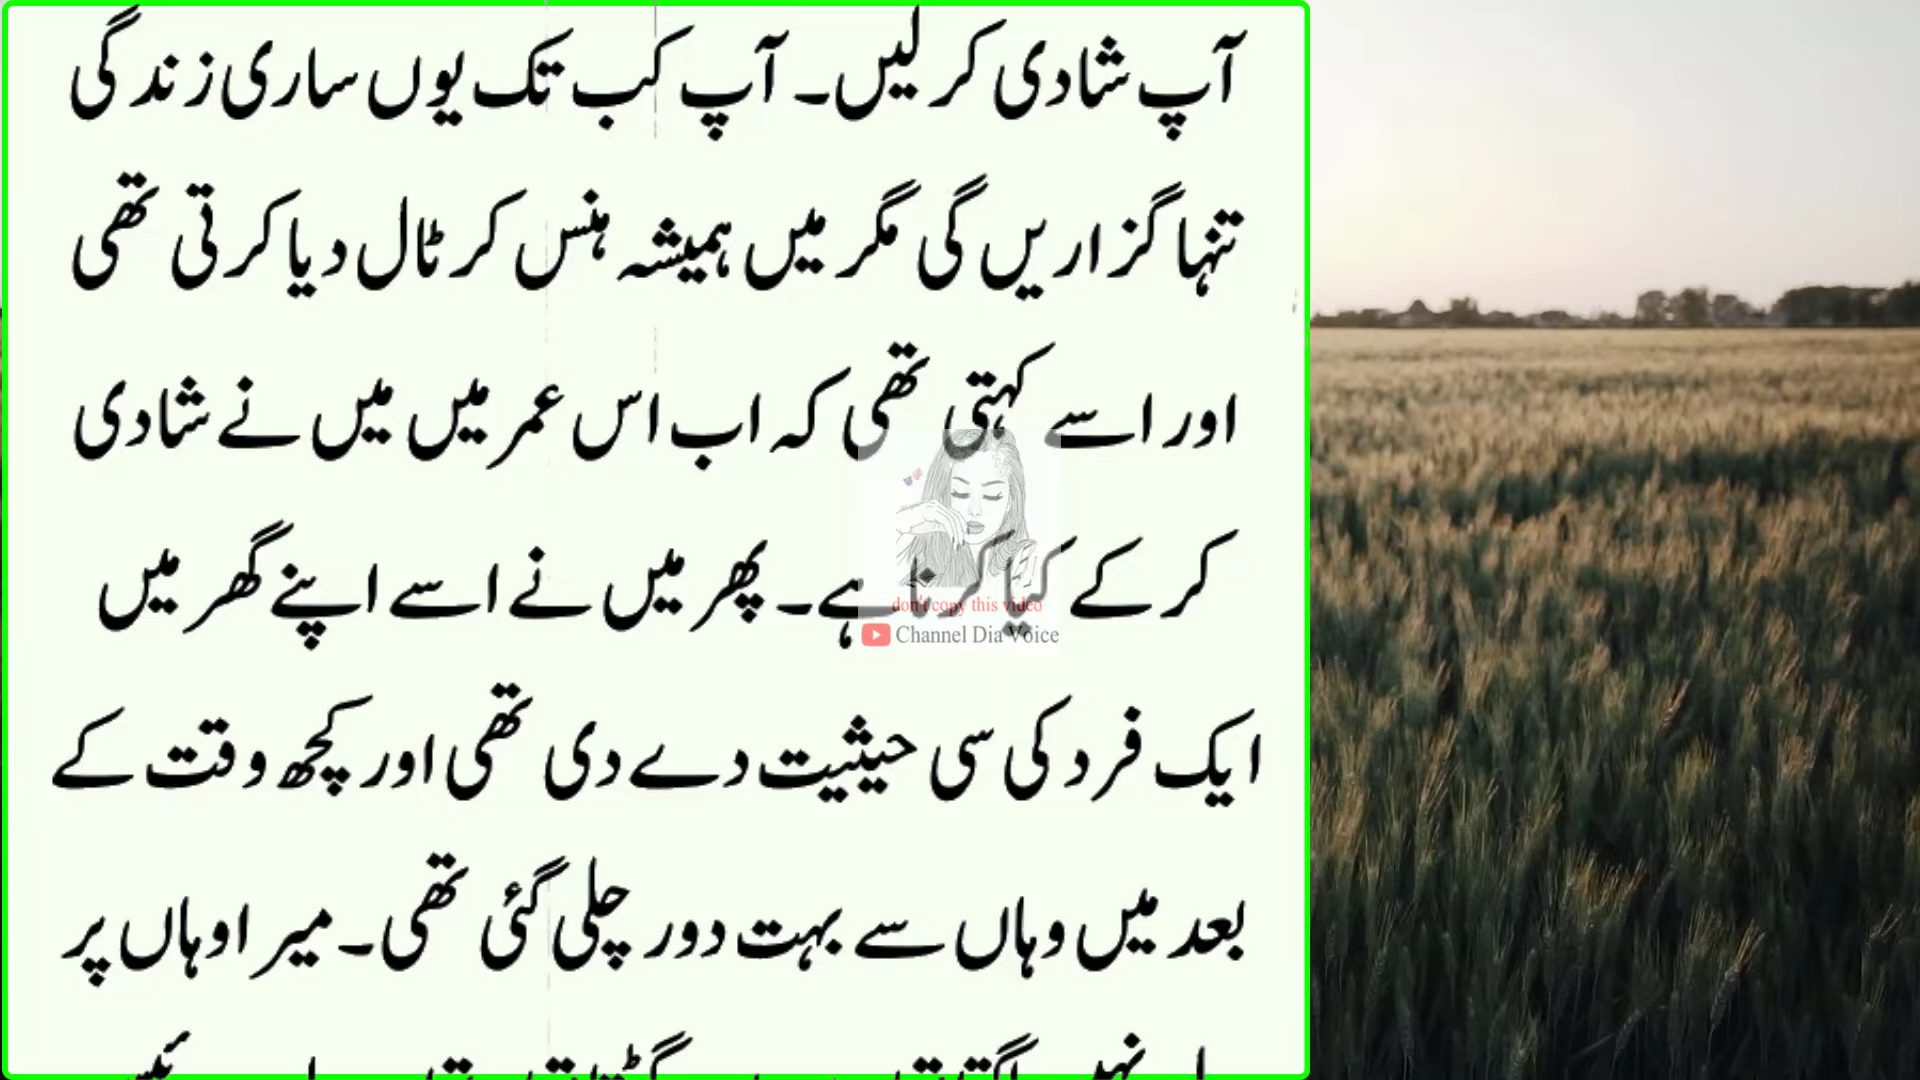 آپ شادی کر لیں۔ آپ کب تک یوں ساری زندگی
تنہا گزاریں گی مگر میں ہمیشہ ہنس کر ٹال دیا کرتی تھی
اور اسے کہتی تھی کہ اب اس عمر میں میں نے شادی
کر کے کیا کرنا ہے۔ پھر میں نے اسے اپنے گھر میں
don't copy this video
Channel Dia Voice
ایک فرد کی سی حیثیت دے دی تھی اور کچھ وقت کے
بعد میں وہاں سے بہت دور چلی گئی تھی۔ میرا وہاں پر